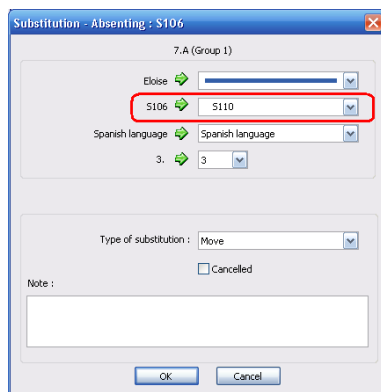 Substitution - Absenting : S106
7.A (Group 1)
Eloise
S106 S110
Spanish language Spanish language
3. 3
Type of substitution : Move
Cancelled
Note :
OK Cancel